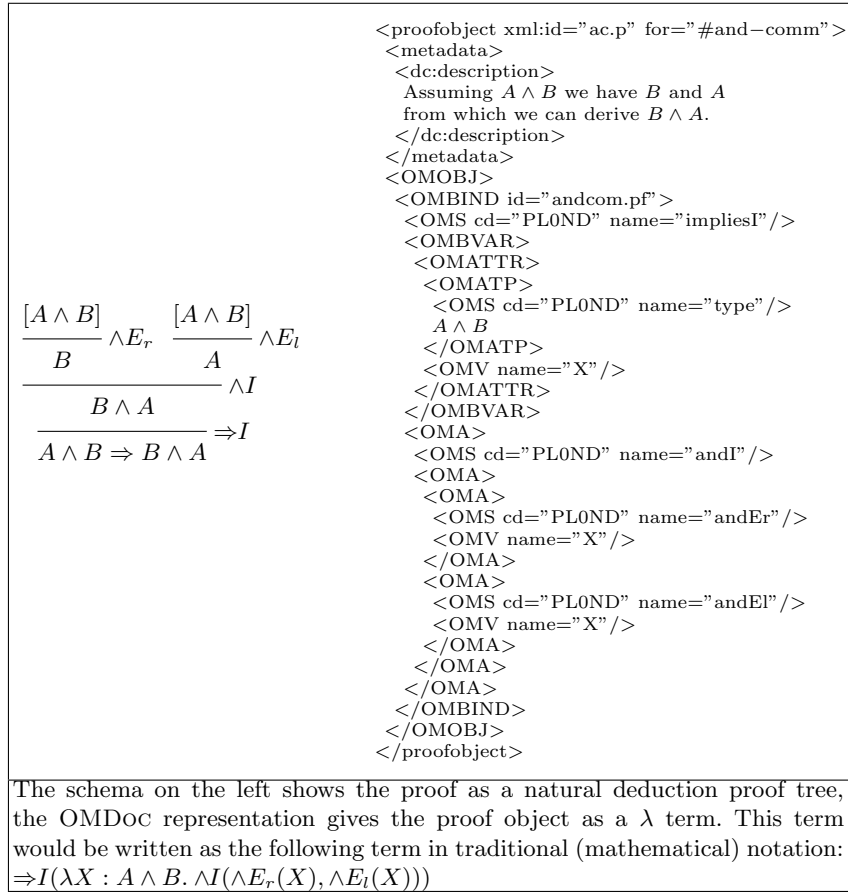 [A ∧ B]
B
∧E_r
[A ∧ B]
A
∧E_l
∧I
B ∧ A
⇒I
A ∧ B ⇒ B ∧ A
<proofobject xml:id="ac.p" for="#and−comm">
<metadata>
<dc:description>
Assuming A ∧ B we have B and A
from which we can derive B ∧ A.
</dc:description>
</metadata>
<OMOBJ>
<OMBIND id="andcom.pf">
<OMS cd="PL0ND" name="impliesI"/>
<OMBVAR>
<OMATTR>
<OMATP>
<OMS cd="PL0ND" name="type"/>
A ∧ B
</OMATP>
<OMV name="X"/>
</OMATTR>
</OMBVAR>
<OMA>
<OMS cd="PL0ND" name="andI"/>
<OMA>
<OMA>
<OMS cd="PL0ND" name="andEr"/>
<OMV name="X"/>
</OMA>
<OMA>
<OMS cd="PL0ND" name="andEl"/>
<OMV name="X"/>
</OMA>
</OMA>
</OMA>
</OMBIND>
</OMOBJ>
</proofobject>
The schema on the left shows the proof as a natural deduction proof tree,
the OMDoc representation gives the proof object as a λ term. This term
would be written as the following term in traditional (mathematical) notation:
⇒I(λX : A ∧ B. ∧I(∧E_r(X), ∧E_l(X)))